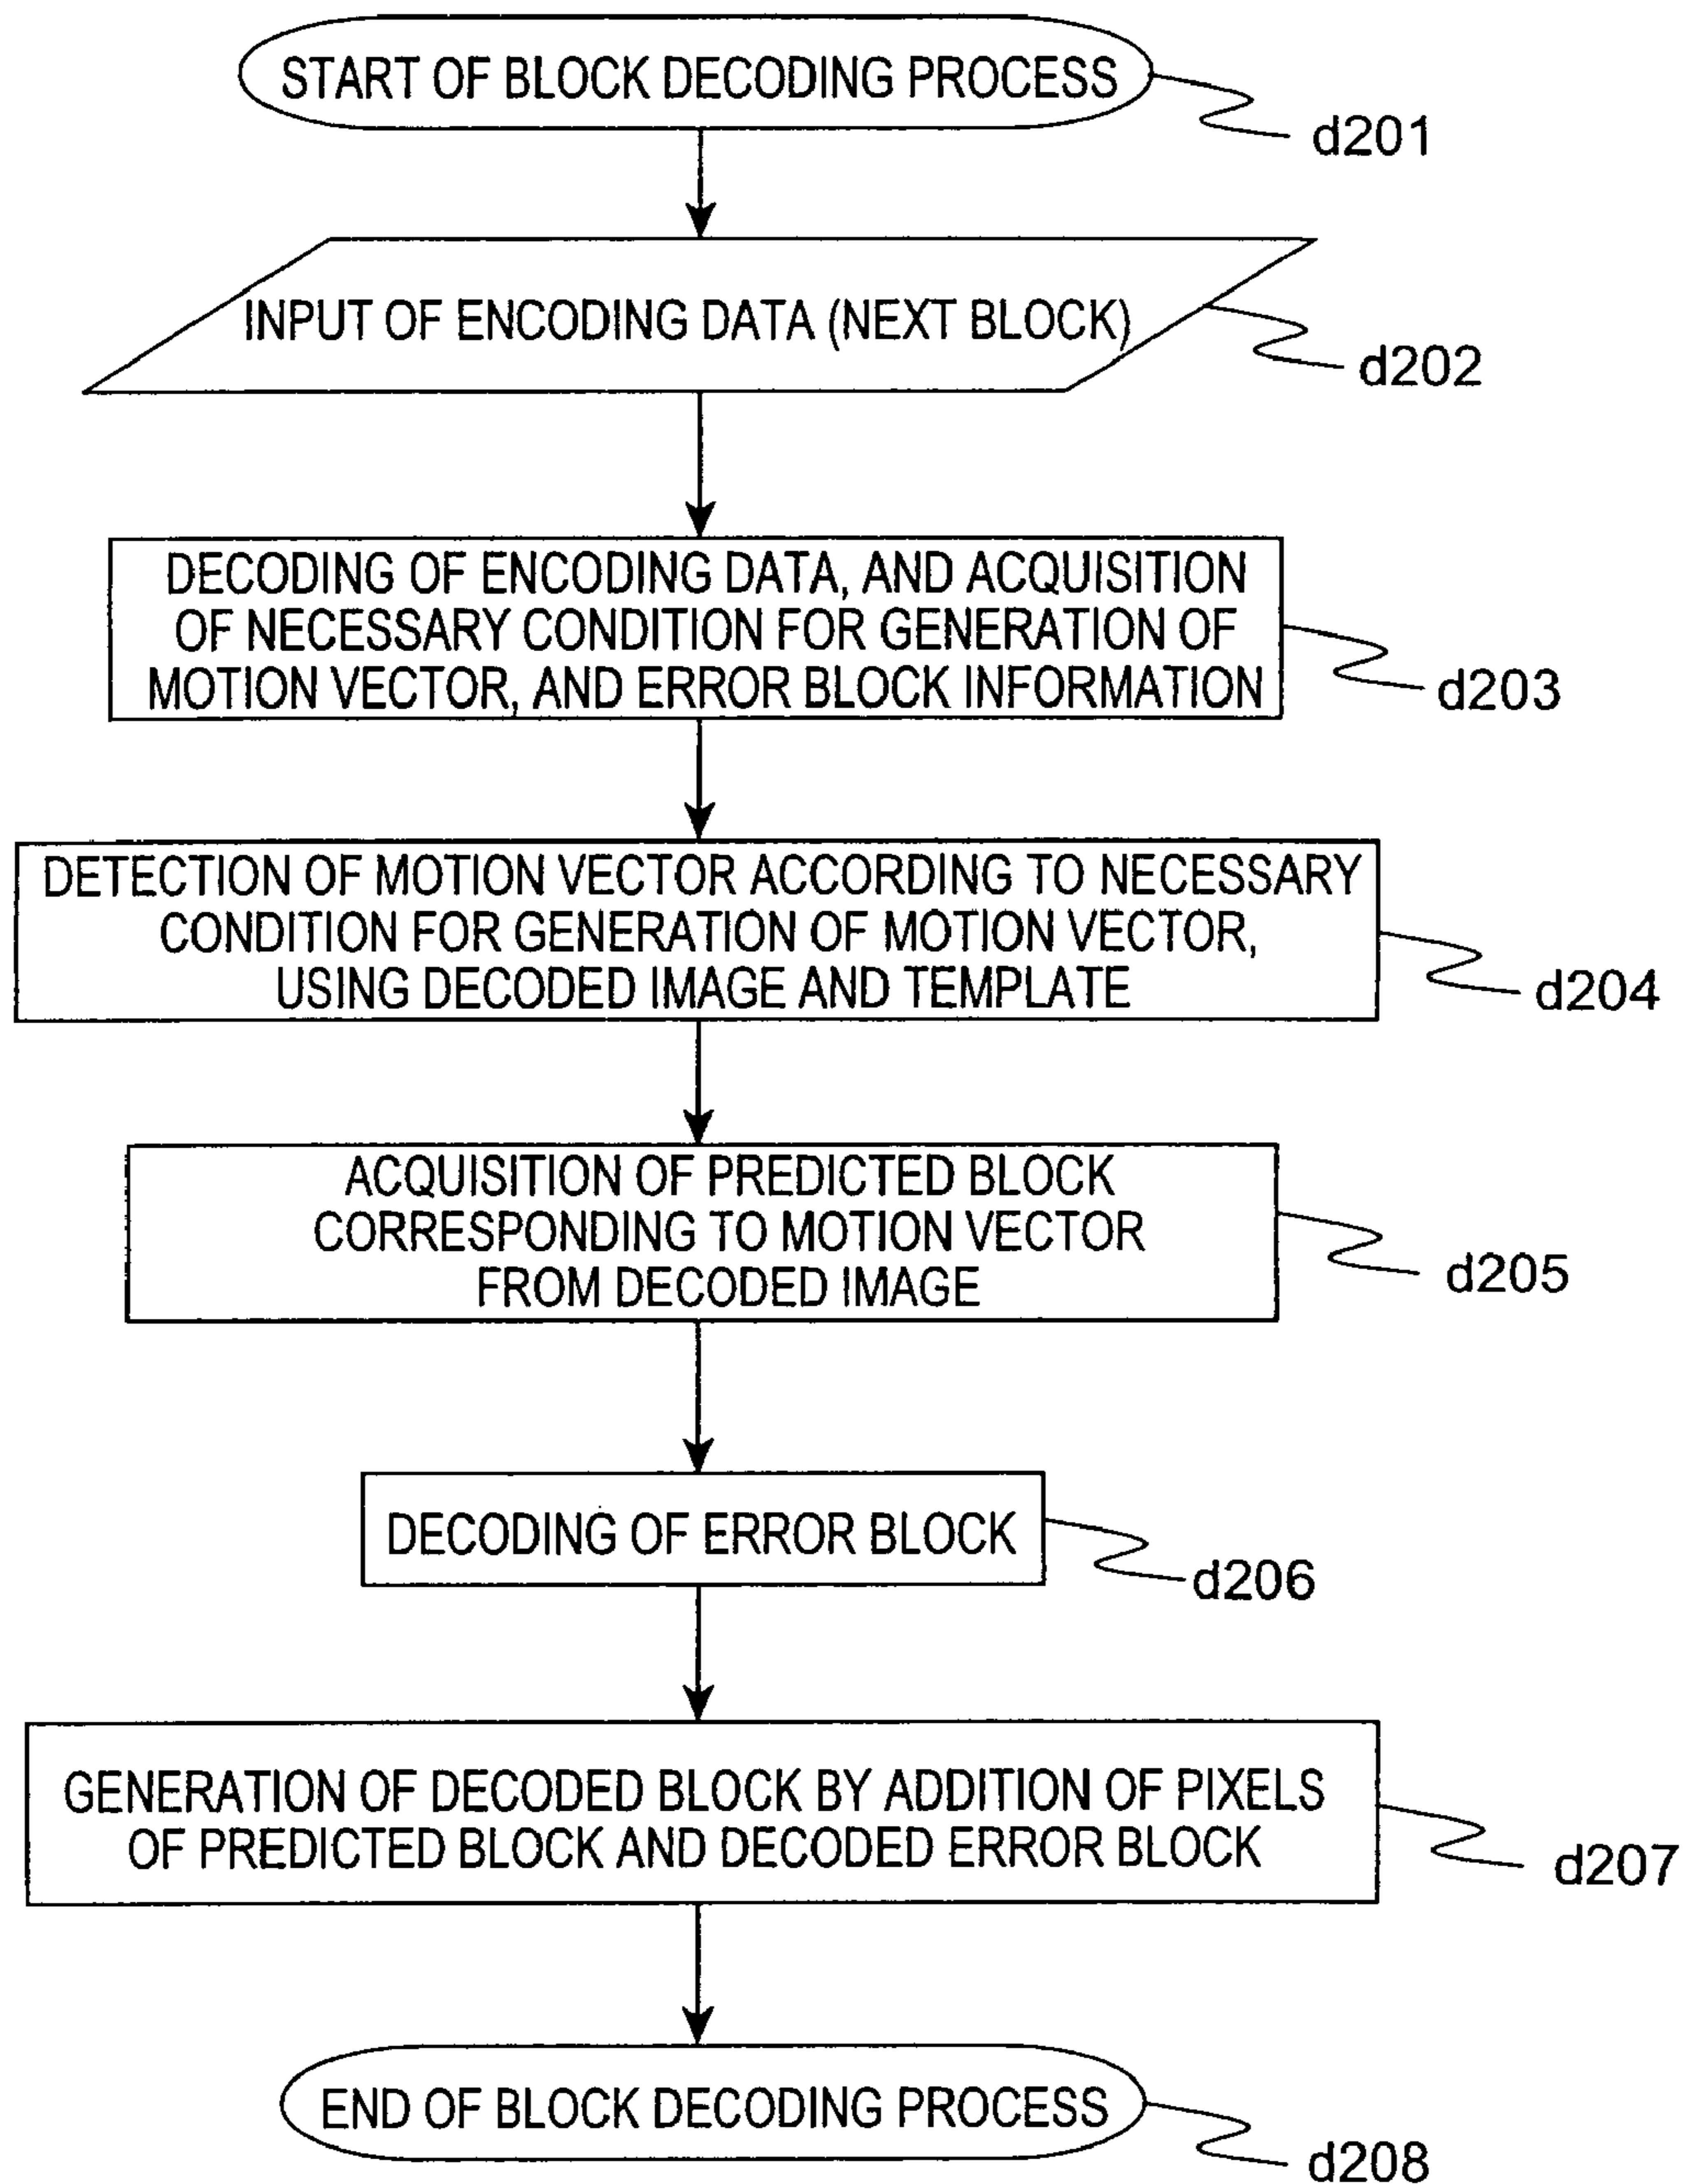 START OF BLOCK DECODING PROCESS
d201
INPUT OF ENCODING DATA (NEXT BLOCK)
d202
DECODING OF ENCODING DATA, AND ACQUISITION
OF NECESSARY CONDITION FOR GENERATION OF
MOTION VECTOR, AND ERROR BLOCK INFORMATION
d203
DETECTION OF MOTION VECTOR ACCORDING TO NECESSARY
CONDITION FOR GENERATION OF MOTION VECTOR,
USING DECODED IMAGE AND TEMPLATE
d204
ACQUISITION OF PREDICTED BLOCK
CORRESPONDING TO MOTION VECTOR
FROM DECODED IMAGE
d205
DECODING OF ERROR BLOCK
d206
GENERATION OF DECODED BLOCK BY ADDITION OF PIXELS
OF PREDICTED BLOCK AND DECODED ERROR BLOCK
d207
END OF BLOCK DECODING PROCESS
d208